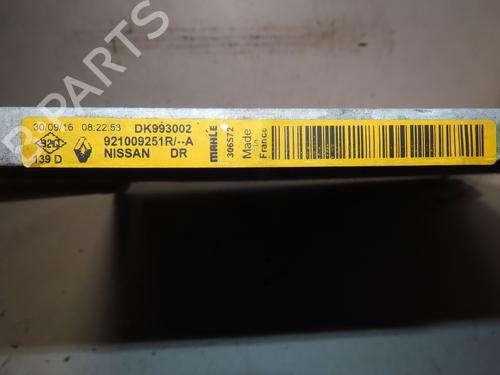 30/09/16 08:22:53 DK993002
920
139 D
921009251R/--A
NISSAN DR
MAHLE
306572
Made in
France
B-PARTS